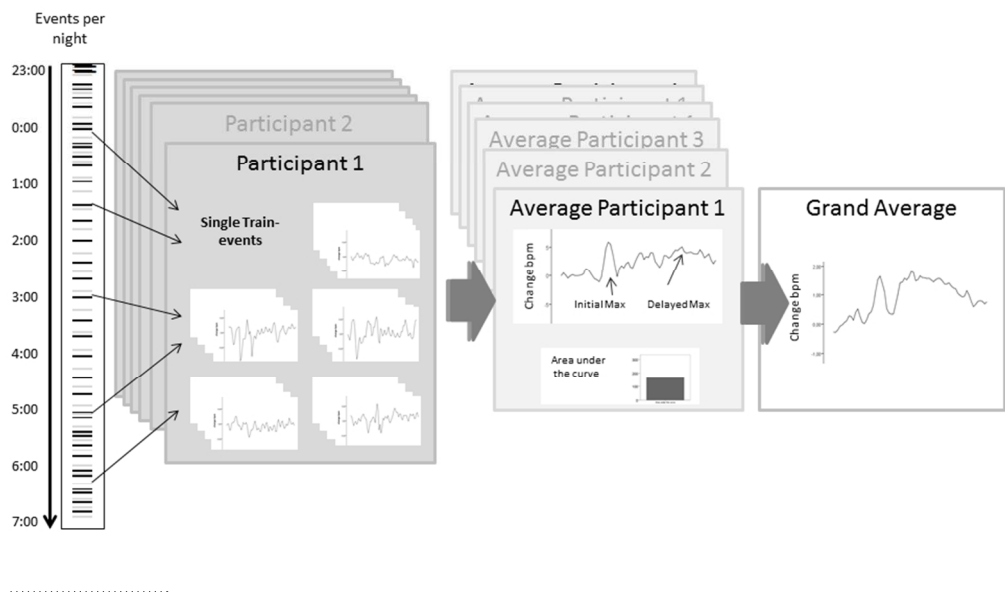 Events per
night
23:00
0:00
1:00
2:00
3:00
4:00
5:00
6:00
7:00
Participant 2
Participant 1
Single Train-
events
Average Participant 3
Average Participant 2
Average Participant 1
Change bpm
Initial Max
Delayed Max
Area under
the curve
Grand Average
Change bpm